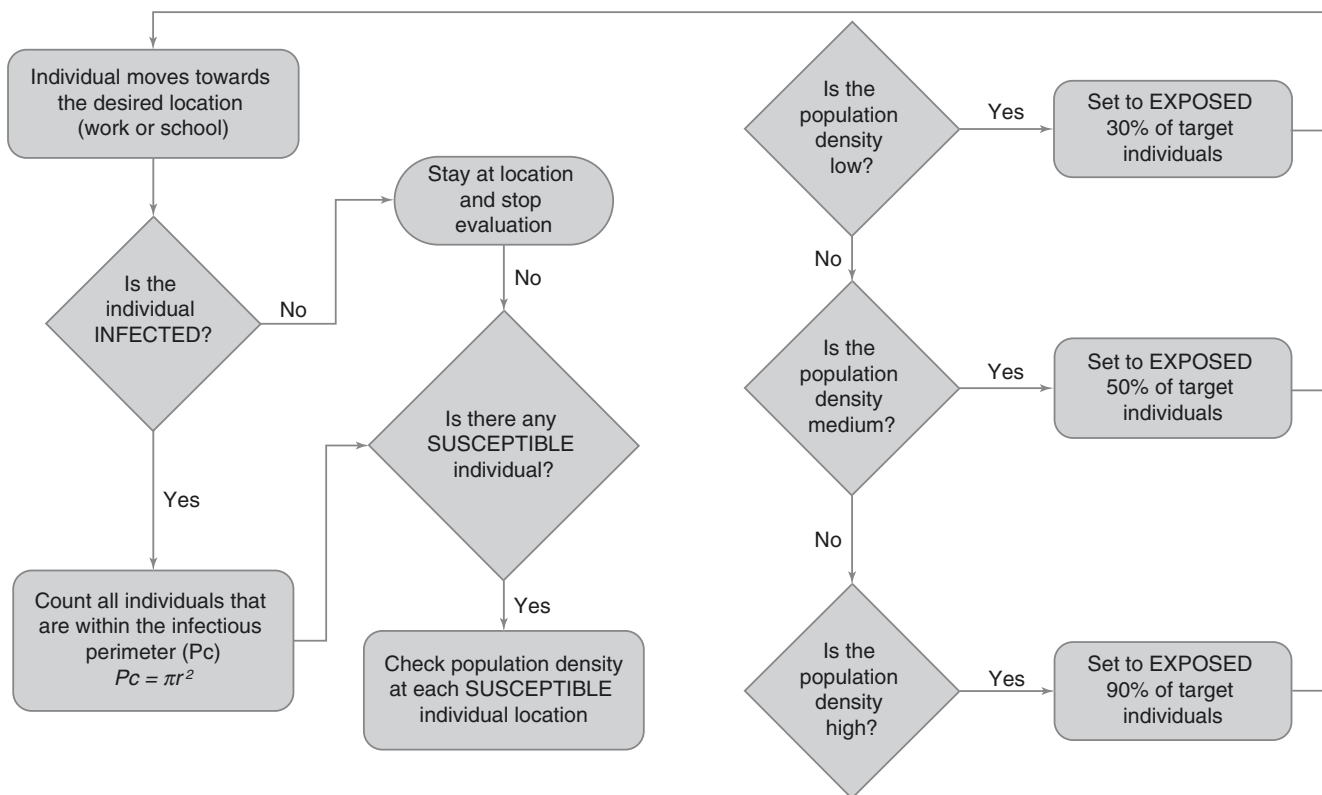 Individual moves towards
the desired location
(work or school)
Is the
individual
INFECTED?
No
Yes
Count all individuals that
are within the infectious
perimeter (Pc)
Pc = πr²
Stay at location
and stop
evaluation
No
Is there any
SUSCEPTIBLE
individual?
Yes
Check population density
at each SUSCEPTIBLE
individual location
Is the
population
density
low?
Yes
Set to EXPOSED
30% of target
individuals
No
Is the
population
density
medium?
Yes
Set to EXPOSED
50% of target
individuals
No
Is the
population
density
high?
Yes
Set to EXPOSED
90% of target
individuals